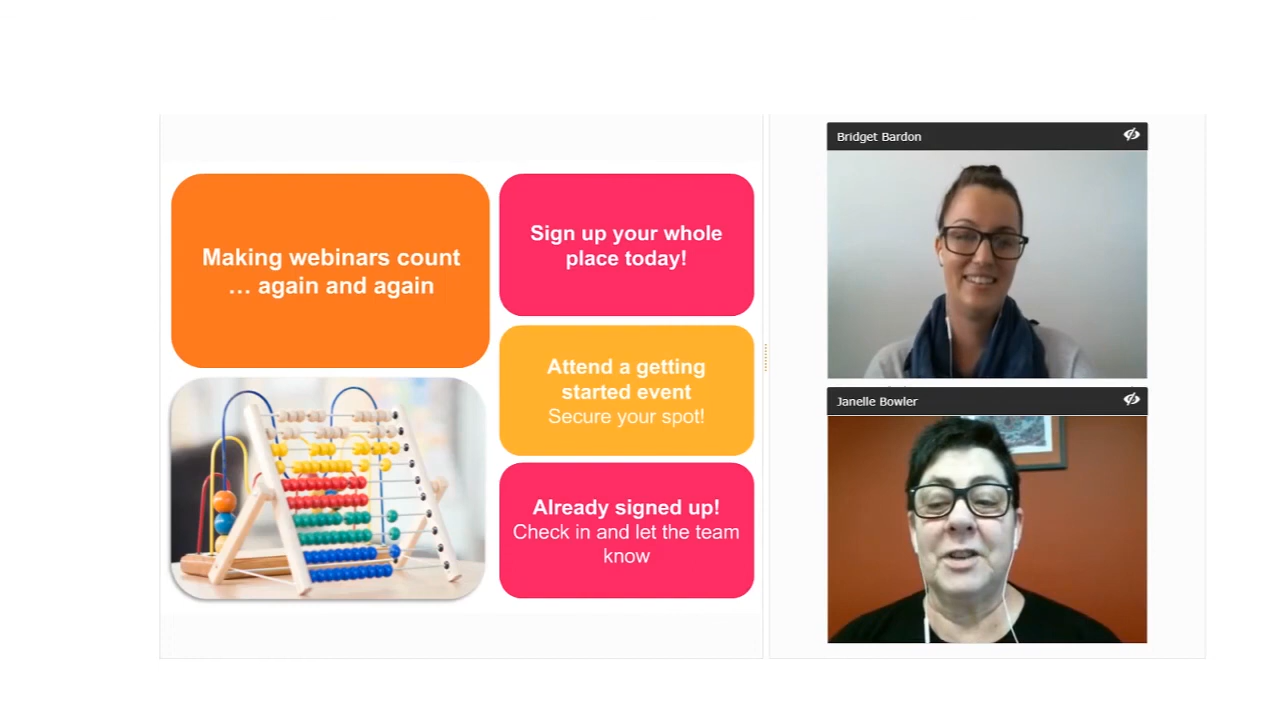 Making webinars count
… again and again
Sign up your whole
place today!
Attend a getting
started event
Secure your spot!
Already signed up!
Check in and let the team
know
Bridget Bardon
Janelle Bowler